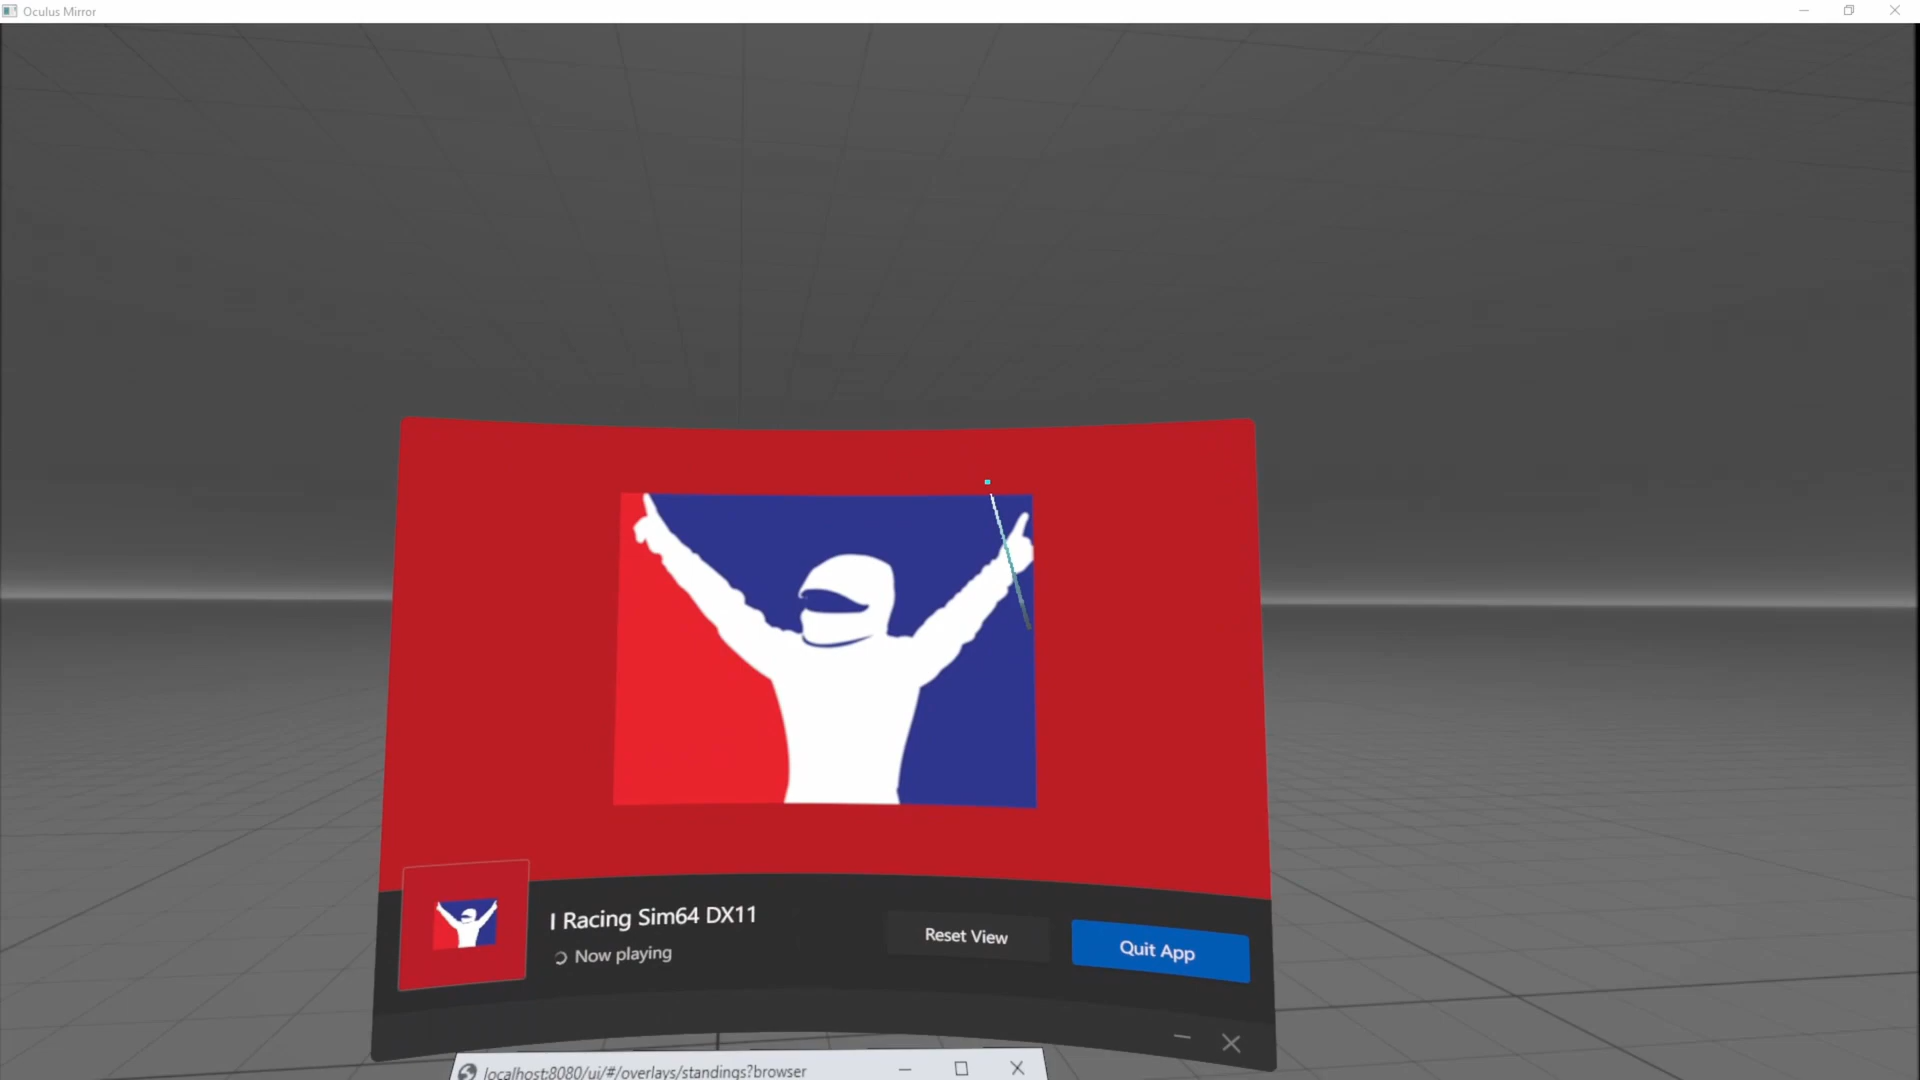 Oculus Mirror
I Racing Sim64 DX11
Now playing
Reset View
Quit App
localhost:8080/ui/#/overlays/standings?browser